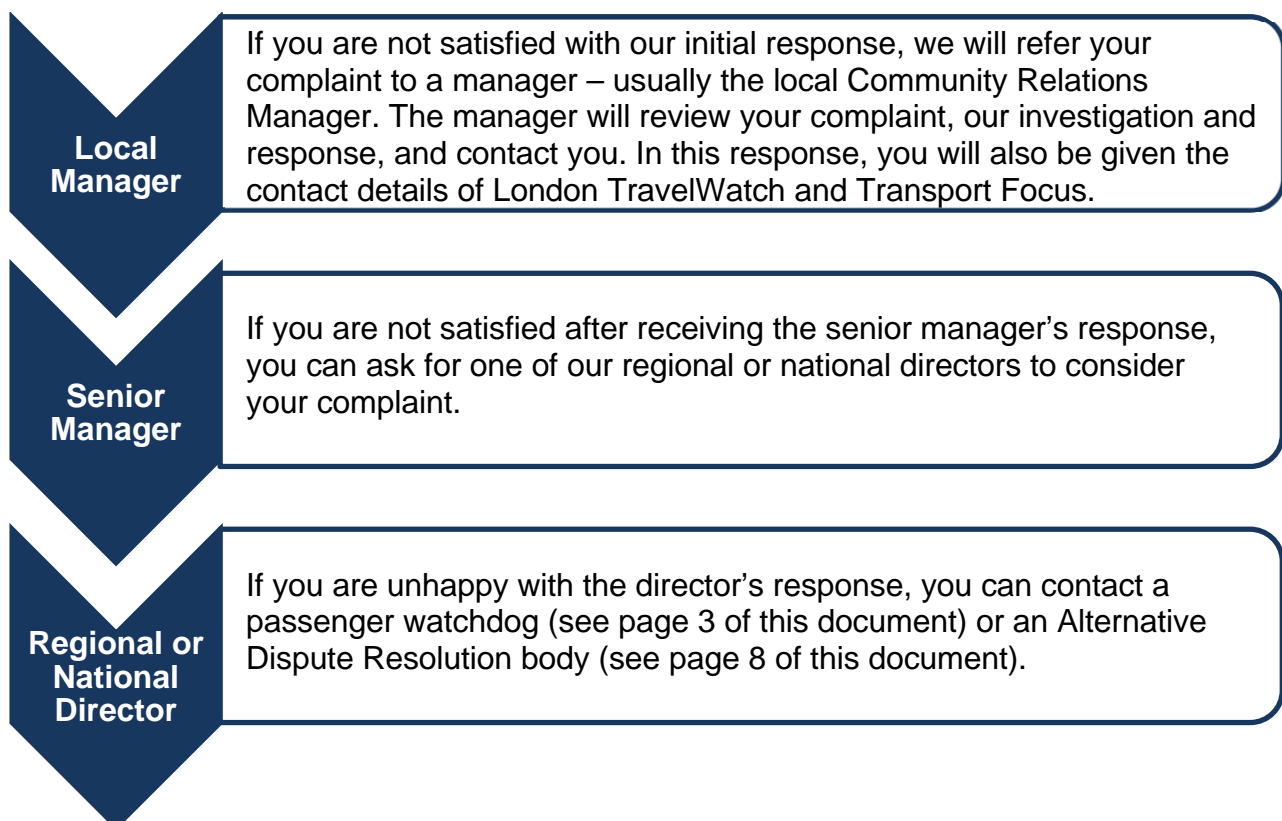 Local
Manager
If you are not satisfied with our initial response, we will refer your
complaint to a manager – usually the local Community Relations
Manager. The manager will review your complaint, our investigation and
response, and contact you. In this response, you will also be given the
contact details of London TravelWatch and Transport Focus.
Senior
Manager
If you are not satisfied after receiving the senior manager’s response,
you can ask for one of our regional or national directors to consider
your complaint.
Regional or
National
Director
If you are unhappy with the director’s response, you can contact a
passenger watchdog (see page 3 of this document) or an Alternative
Dispute Resolution body (see page 8 of this document).